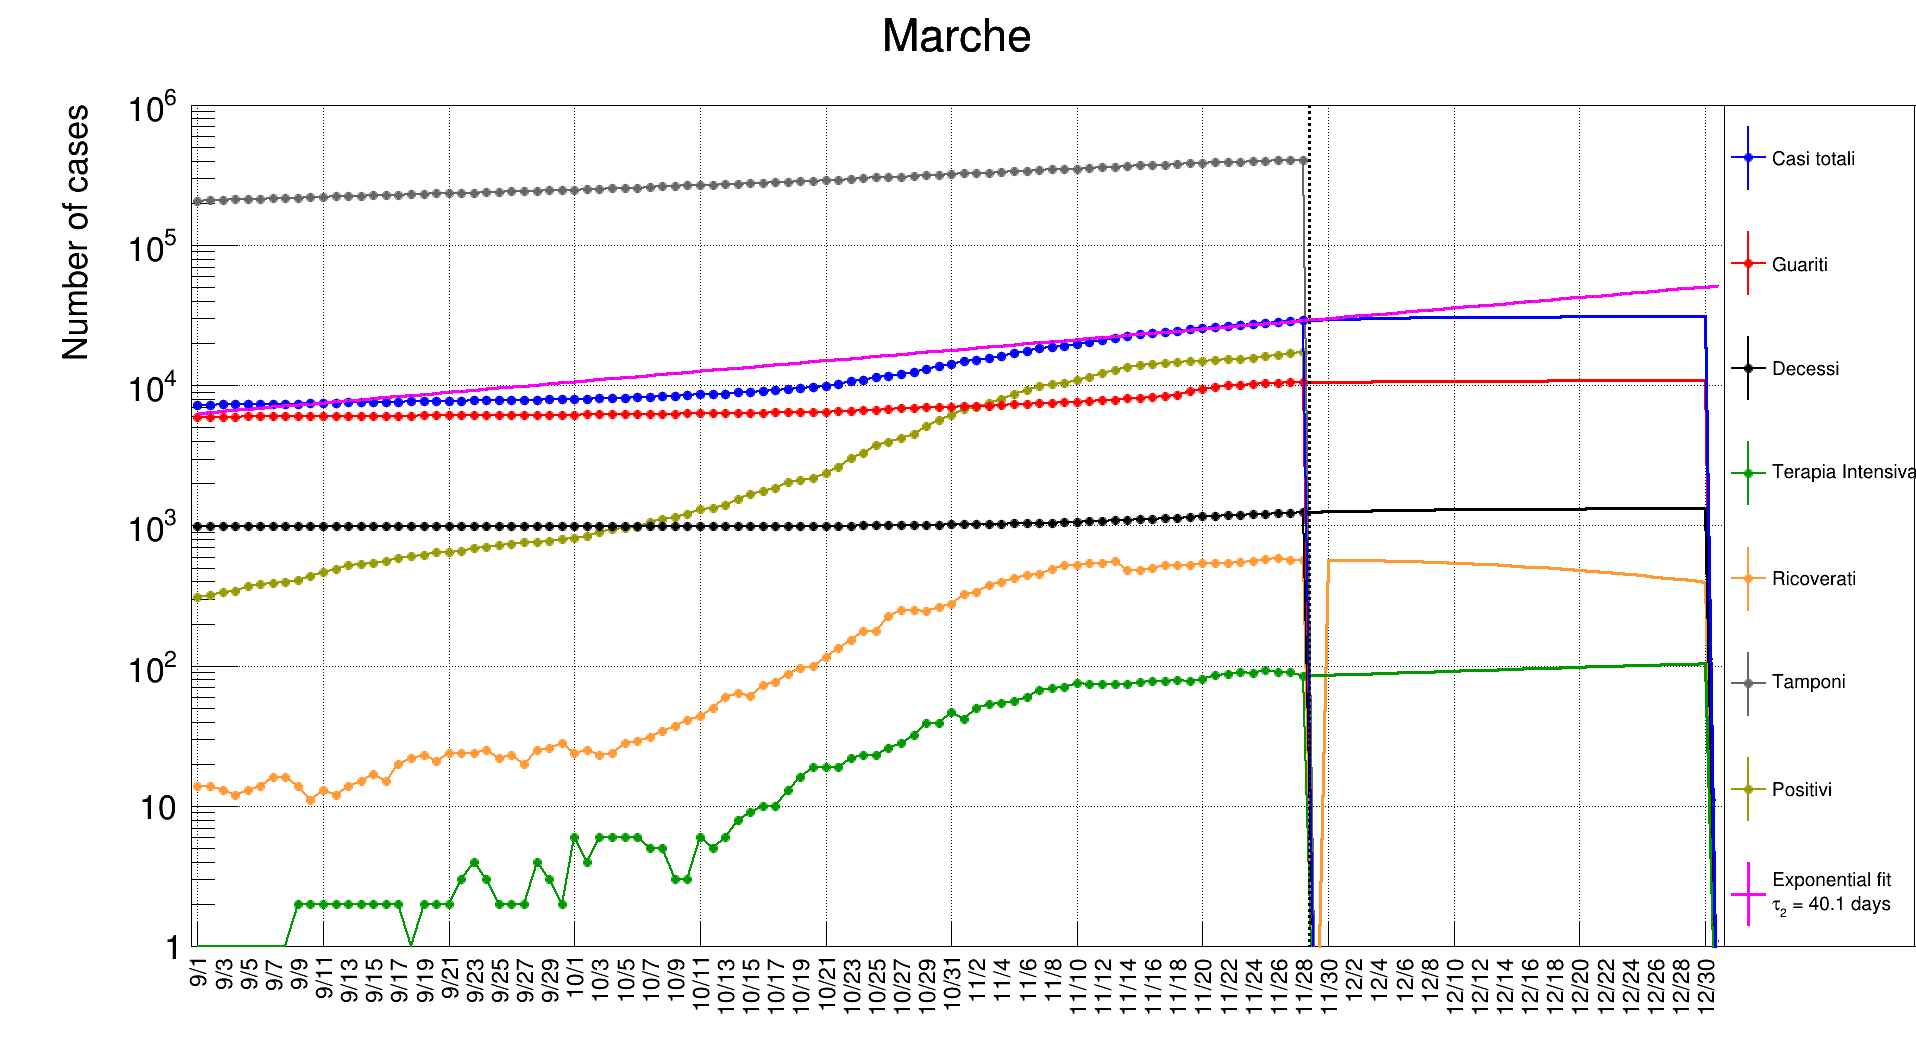 Marche
Number of cases
10^6
10^5
10^4
10^3
10^2
10
1
9/1 9/3 9/5 9/7 9/9 9/11 9/13 9/15 9/17 9/19 9/21 9/23 9/25 9/27 9/29 10/1 10/3 10/5 10/7 10/9 10/11 10/13 10/15 10/17 10/19 10/21 10/23 10/25 10/27 10/29 10/31 11/2 11/4 11/6 11/8 11/10 11/12 11/14 11/16 11/18 11/20 11/22 11/24 11/26 11/28 11/30 12/2 12/4 12/6 12/8 12/10 12/12 12/14 12/16 12/18 12/20 12/22 12/24 12/26 12/28 12/30
Casi totali
Guariti
Decessi
Terapia Intensiva
Ricoverati
Tamponi
Positivi
Exponential fit
τ₂ = 40.1 days